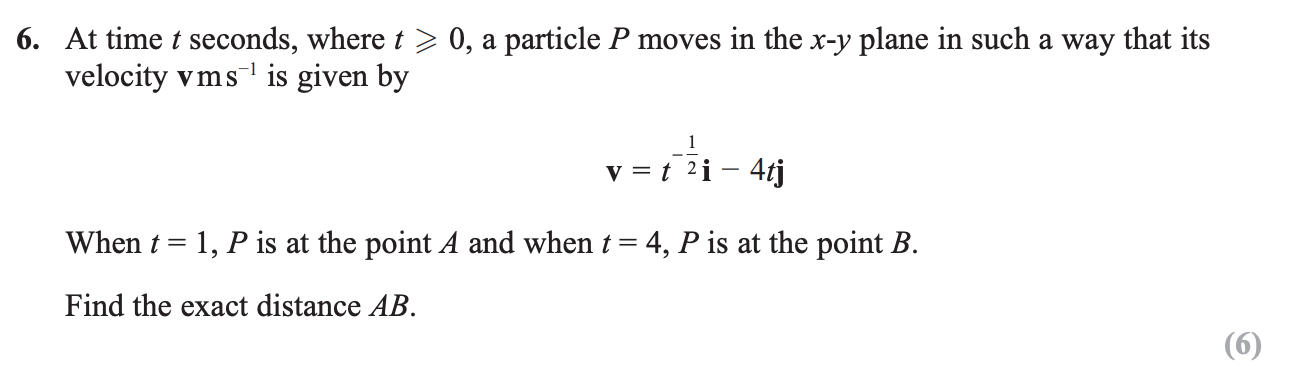 6. At time t seconds, where t ⩾ 0, a particle P moves in the x-y plane in such a way that its
velocity v m s⁻¹ is given by
v = t^(-1/2) i – 4tj
When t = 1, P is at the point A and when t = 4, P is at the point B.
Find the exact distance AB.
(6)